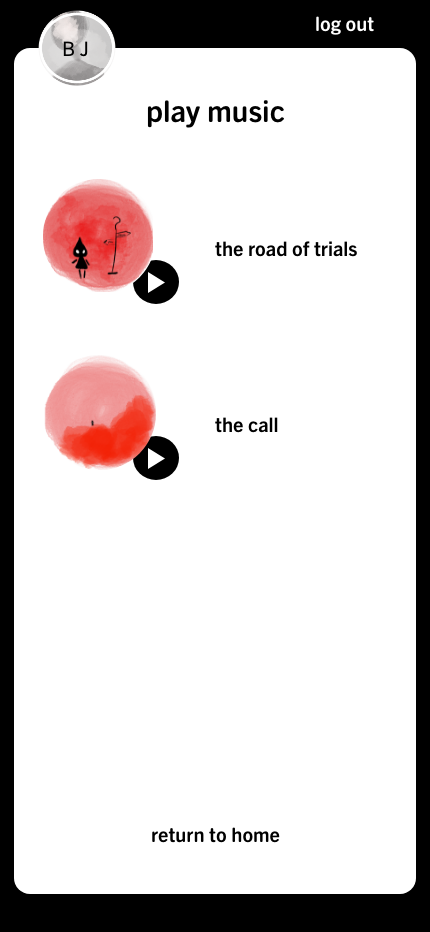 log out
B J
play music
the road of trials
the call
return to home